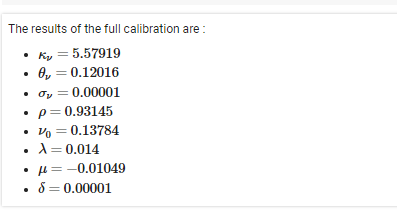 The results of the full calibration are :
• κν = 5.57919
• θν = 0.12016
• σν = 0.00001
• ρ = 0.93145
• ν0 = 0.13784
• λ = 0.014
• μ = −0.01049
• δ = 0.00001